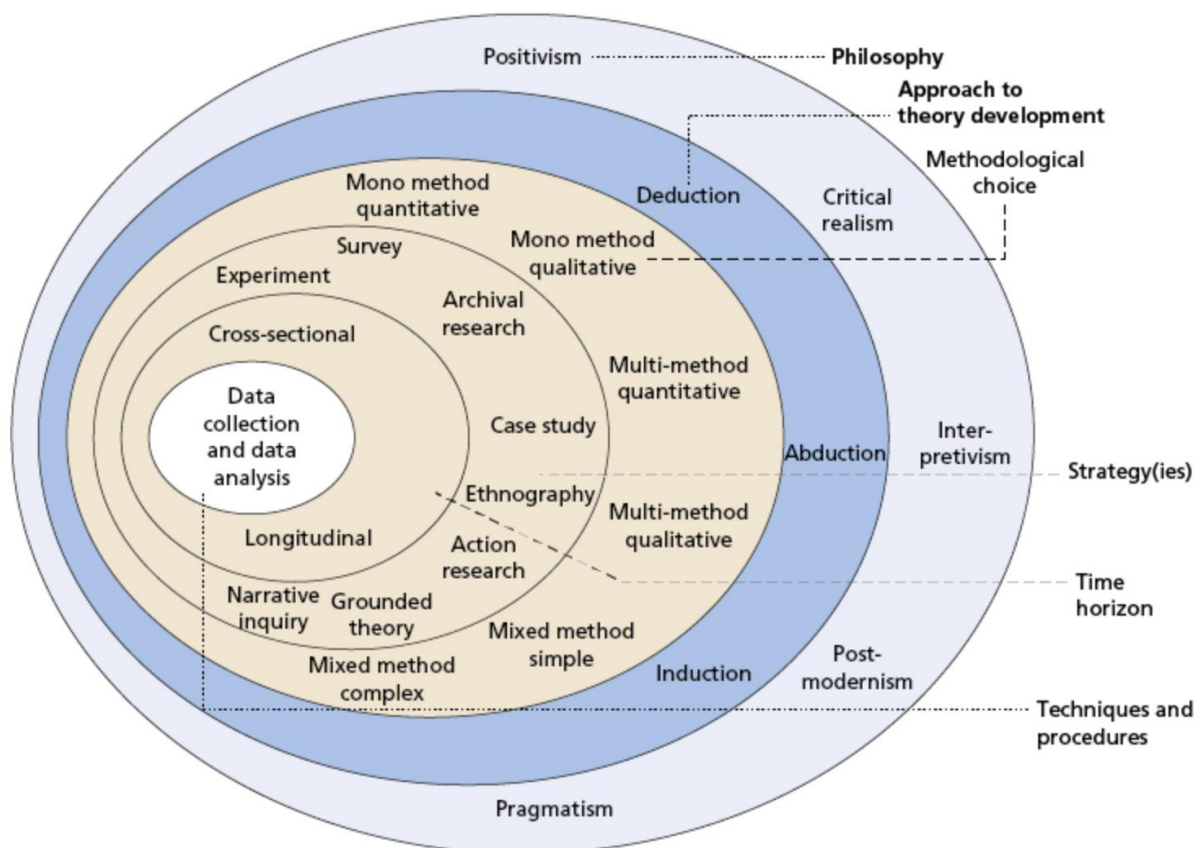 Positivism
Philosophy
Approach to
theory development
Methodological
choice
Mono method
quantitative
Deduction
Critical
realism
Survey
Mono method
qualitative
Experiment
Archival
research
Cross-sectional
Multi-method
quantitative
Data
collection
and data
analysis
Case study
Abduction
Inter-
pretivism
Strategy(ies)
Ethnography
Multi-method
qualitative
Longitudinal
Action
research
Time
horizon
Narrative
inquiry
Grounded
theory
Mixed method
simple
Mixed method
complex
Induction
Post-
modernism
Techniques and
procedures
Pragmatism